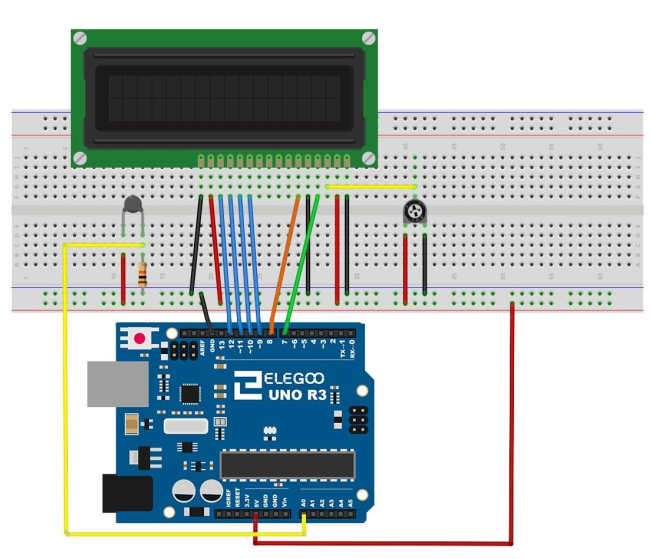 AREF
GND
13
12
~11
~10
~9
8
7
~6
~5
4
~3
2
TX→1
RX←0
ELEGOO
UNO R3
IOREF
RESET
3.3V
5V
GND
GND
Vin
A0
A1
A2
A3
A4
A5